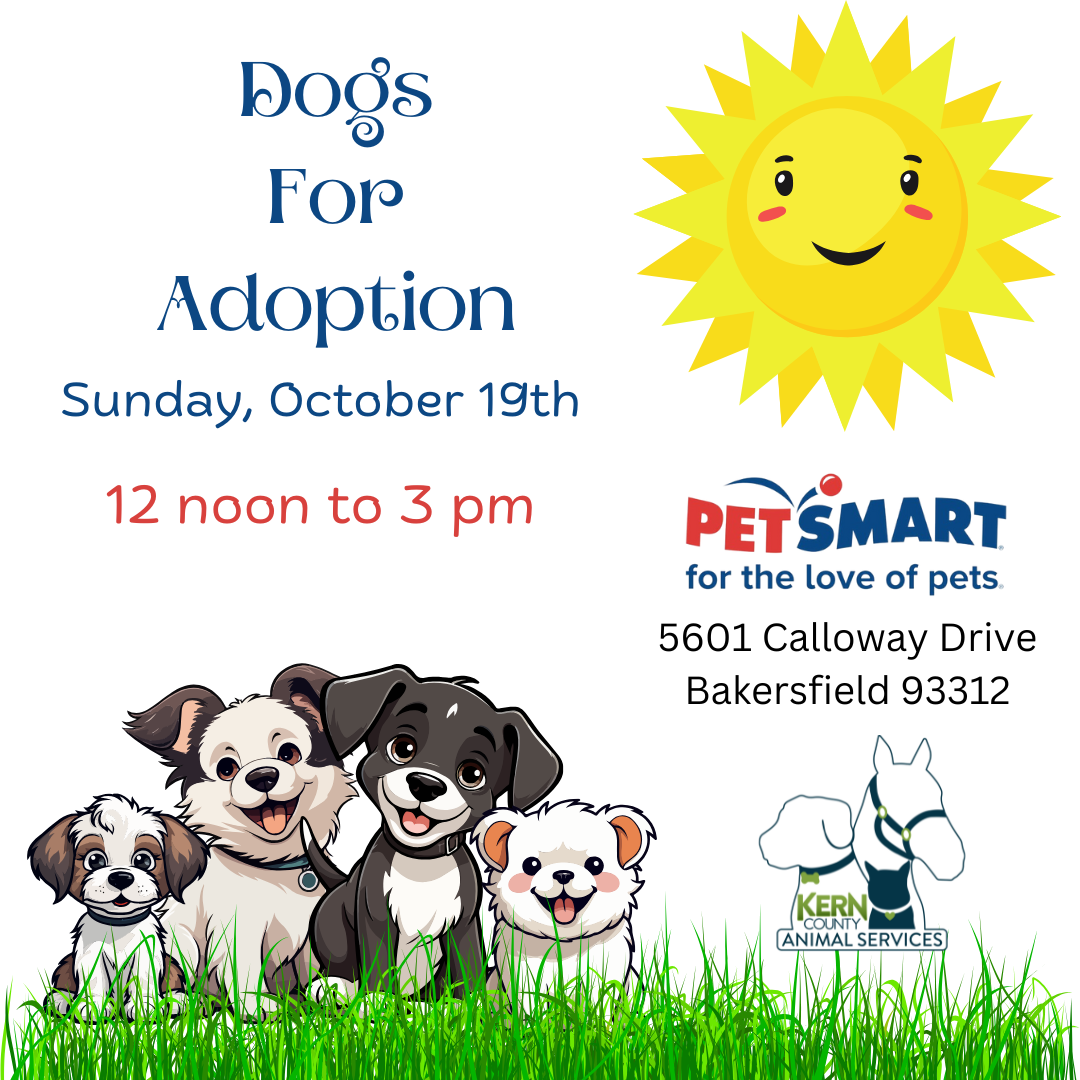 Dogs
For
Adoption
Sunday, October 19th
12 noon to 3 pm
PETSMART®
for the love of pets®
5601 Calloway Drive
Bakersfield 93312
KERN
COUNTY
ANIMAL SERVICES